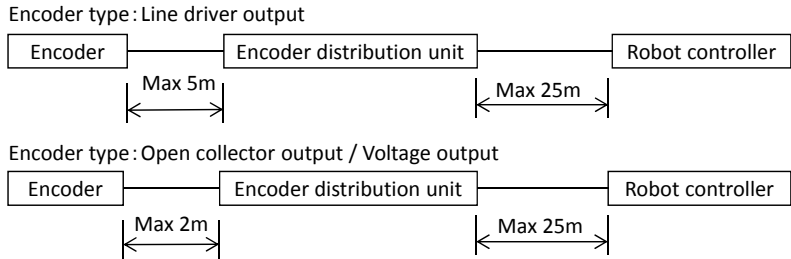 Encoder type：Line driver output
Encoder Encoder distribution unit Robot controller
Max 5m Max 25m
Encoder type：Open collector output / Voltage output
Encoder Encoder distribution unit Robot controller
Max 2m Max 25m